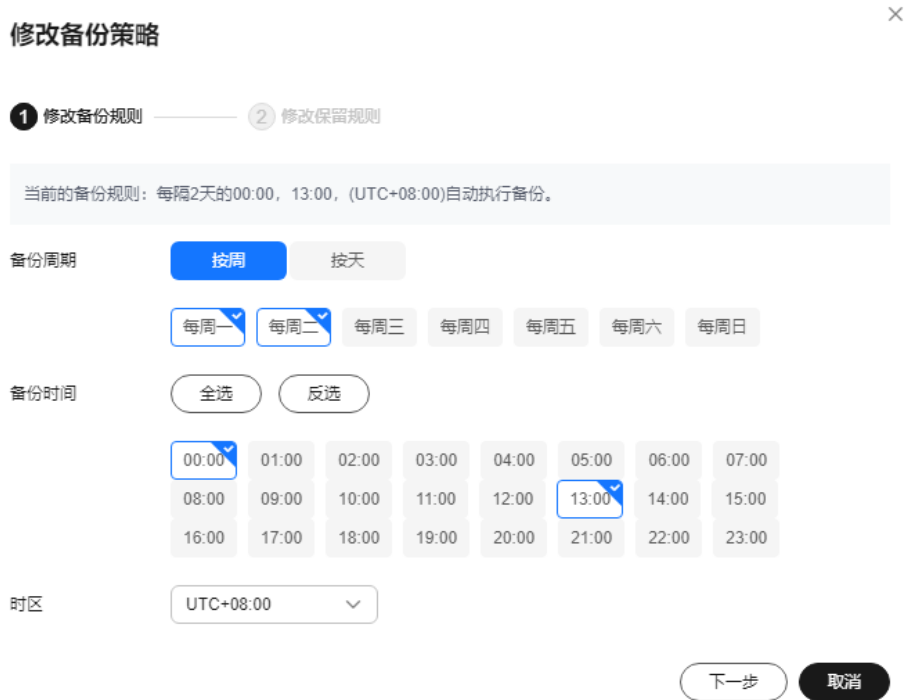 修改备份策略
1 修改备份规则 2 修改保留规则
当前的备份规则：每隔2天的00:00，13:00，(UTC+08:00)自动执行备份。
备份周期 按周 按天
每周一 每周二 每周三 每周四 每周五 每周六 每周日
备份时间 全选 反选
00:00 01:00 02:00 03:00 04:00 05:00 06:00 07:00
08:00 09:00 10:00 11:00 12:00 13:00 14:00 15:00
16:00 17:00 18:00 19:00 20:00 21:00 22:00 23:00
时区 UTC+08:00
下一步 取消